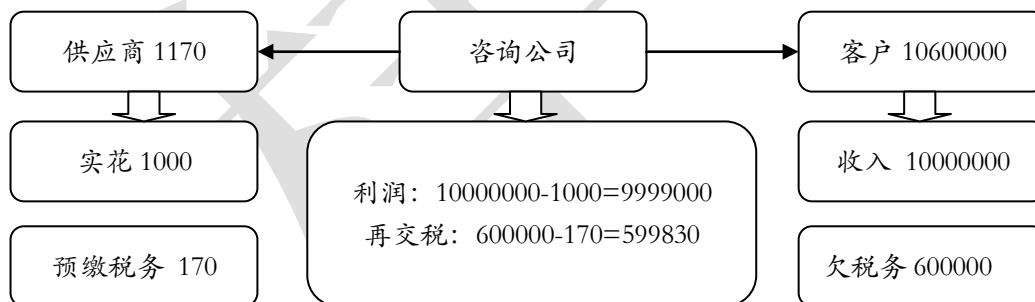 供应商 1170
咨询公司
客户 10600000
实花 1000
利润：10000000-1000=9999000
再交税：600000-170=599830
收入 10000000
预缴税务 170
欠税务 600000